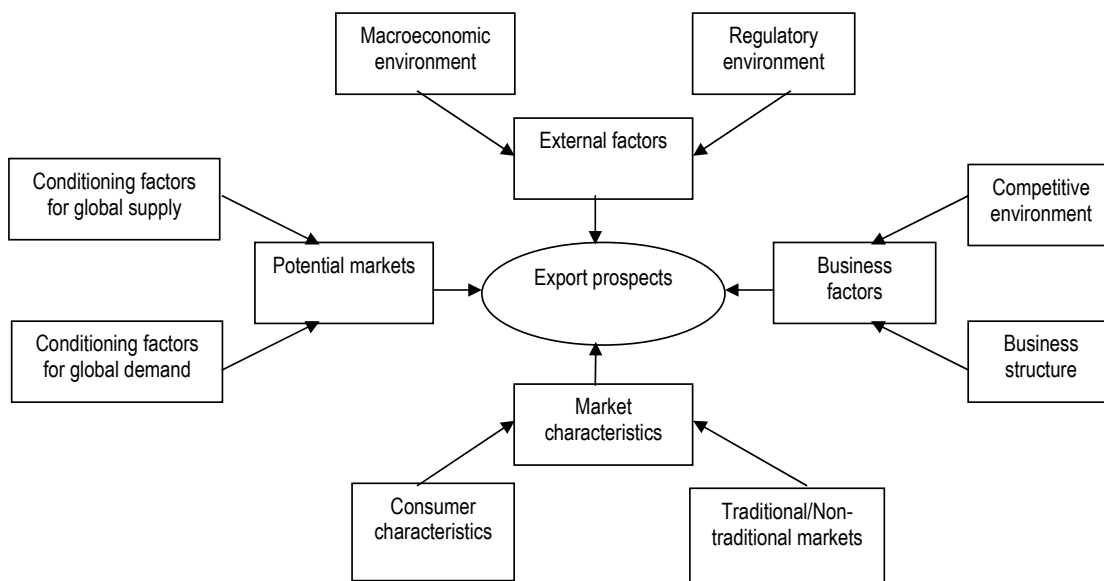 Macroeconomic
environment
Regulatory
environment
External factors
Conditioning factors
for global supply
Competitive
environment
Potential markets
Export prospects
Business
factors
Conditioning factors
for global demand
Business
structure
Market
characteristics
Consumer
characteristics
Traditional/Non-
traditional markets